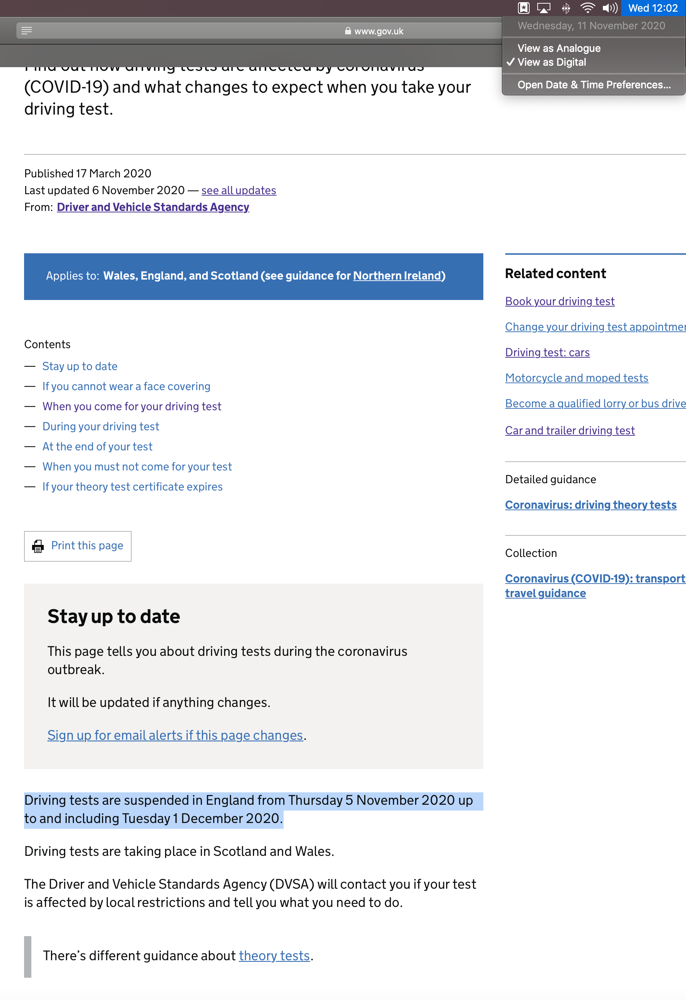 Wed 12:02
www.gov.uk
Wednesday, 11 November 2020
View as Analogue
✓ View as Digital
Open Date & Time Preferences...
Find out how driving tests are affected by coronavirus
(COVID-19) and what changes to expect when you take your
driving test.
Published 17 March 2020
Last updated 6 November 2020 — see all updates
From: Driver and Vehicle Standards Agency
Applies to: Wales, England, and Scotland (see guidance for Northern Ireland)
Contents
— Stay up to date
— If you cannot wear a face covering
— When you come for your driving test
— During your driving test
— At the end of your test
— When you must not come for your test
— If your theory test certificate expires
Print this page
Related content
Book your driving test
Change your driving test appointmen
Driving test: cars
Motorcycle and moped tests
Become a qualified lorry or bus drive
Car and trailer driving test
Detailed guidance
Coronavirus: driving theory tests
Collection
Coronavirus (COVID-19): transport
travel guidance
Stay up to date
This page tells you about driving tests during the coronavirus
outbreak.
It will be updated if anything changes.
Sign up for email alerts if this page changes.
Driving tests are suspended in England from Thursday 5 November 2020 up
to and including Tuesday 1 December 2020.
Driving tests are taking place in Scotland and Wales.
The Driver and Vehicle Standards Agency (DVSA) will contact you if your test
is affected by local restrictions and tell you what you need to do.
There's different guidance about theory tests.